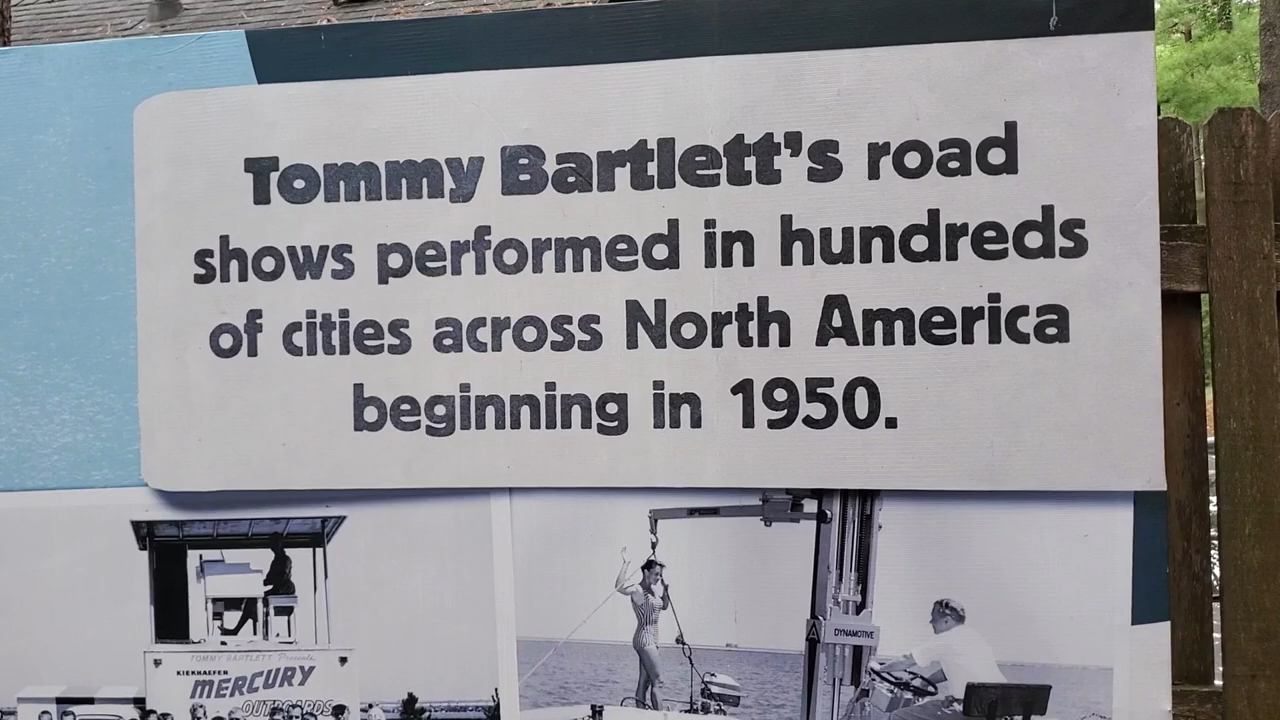 Tommy Bartlett's road
shows performed in hundreds
of cities across North America
beginning in 1950.
TOMMY BARTLETT Presents
KIEKHAEFER
MERCURY
OUTBOARDS
A
DYNAMOTIVE